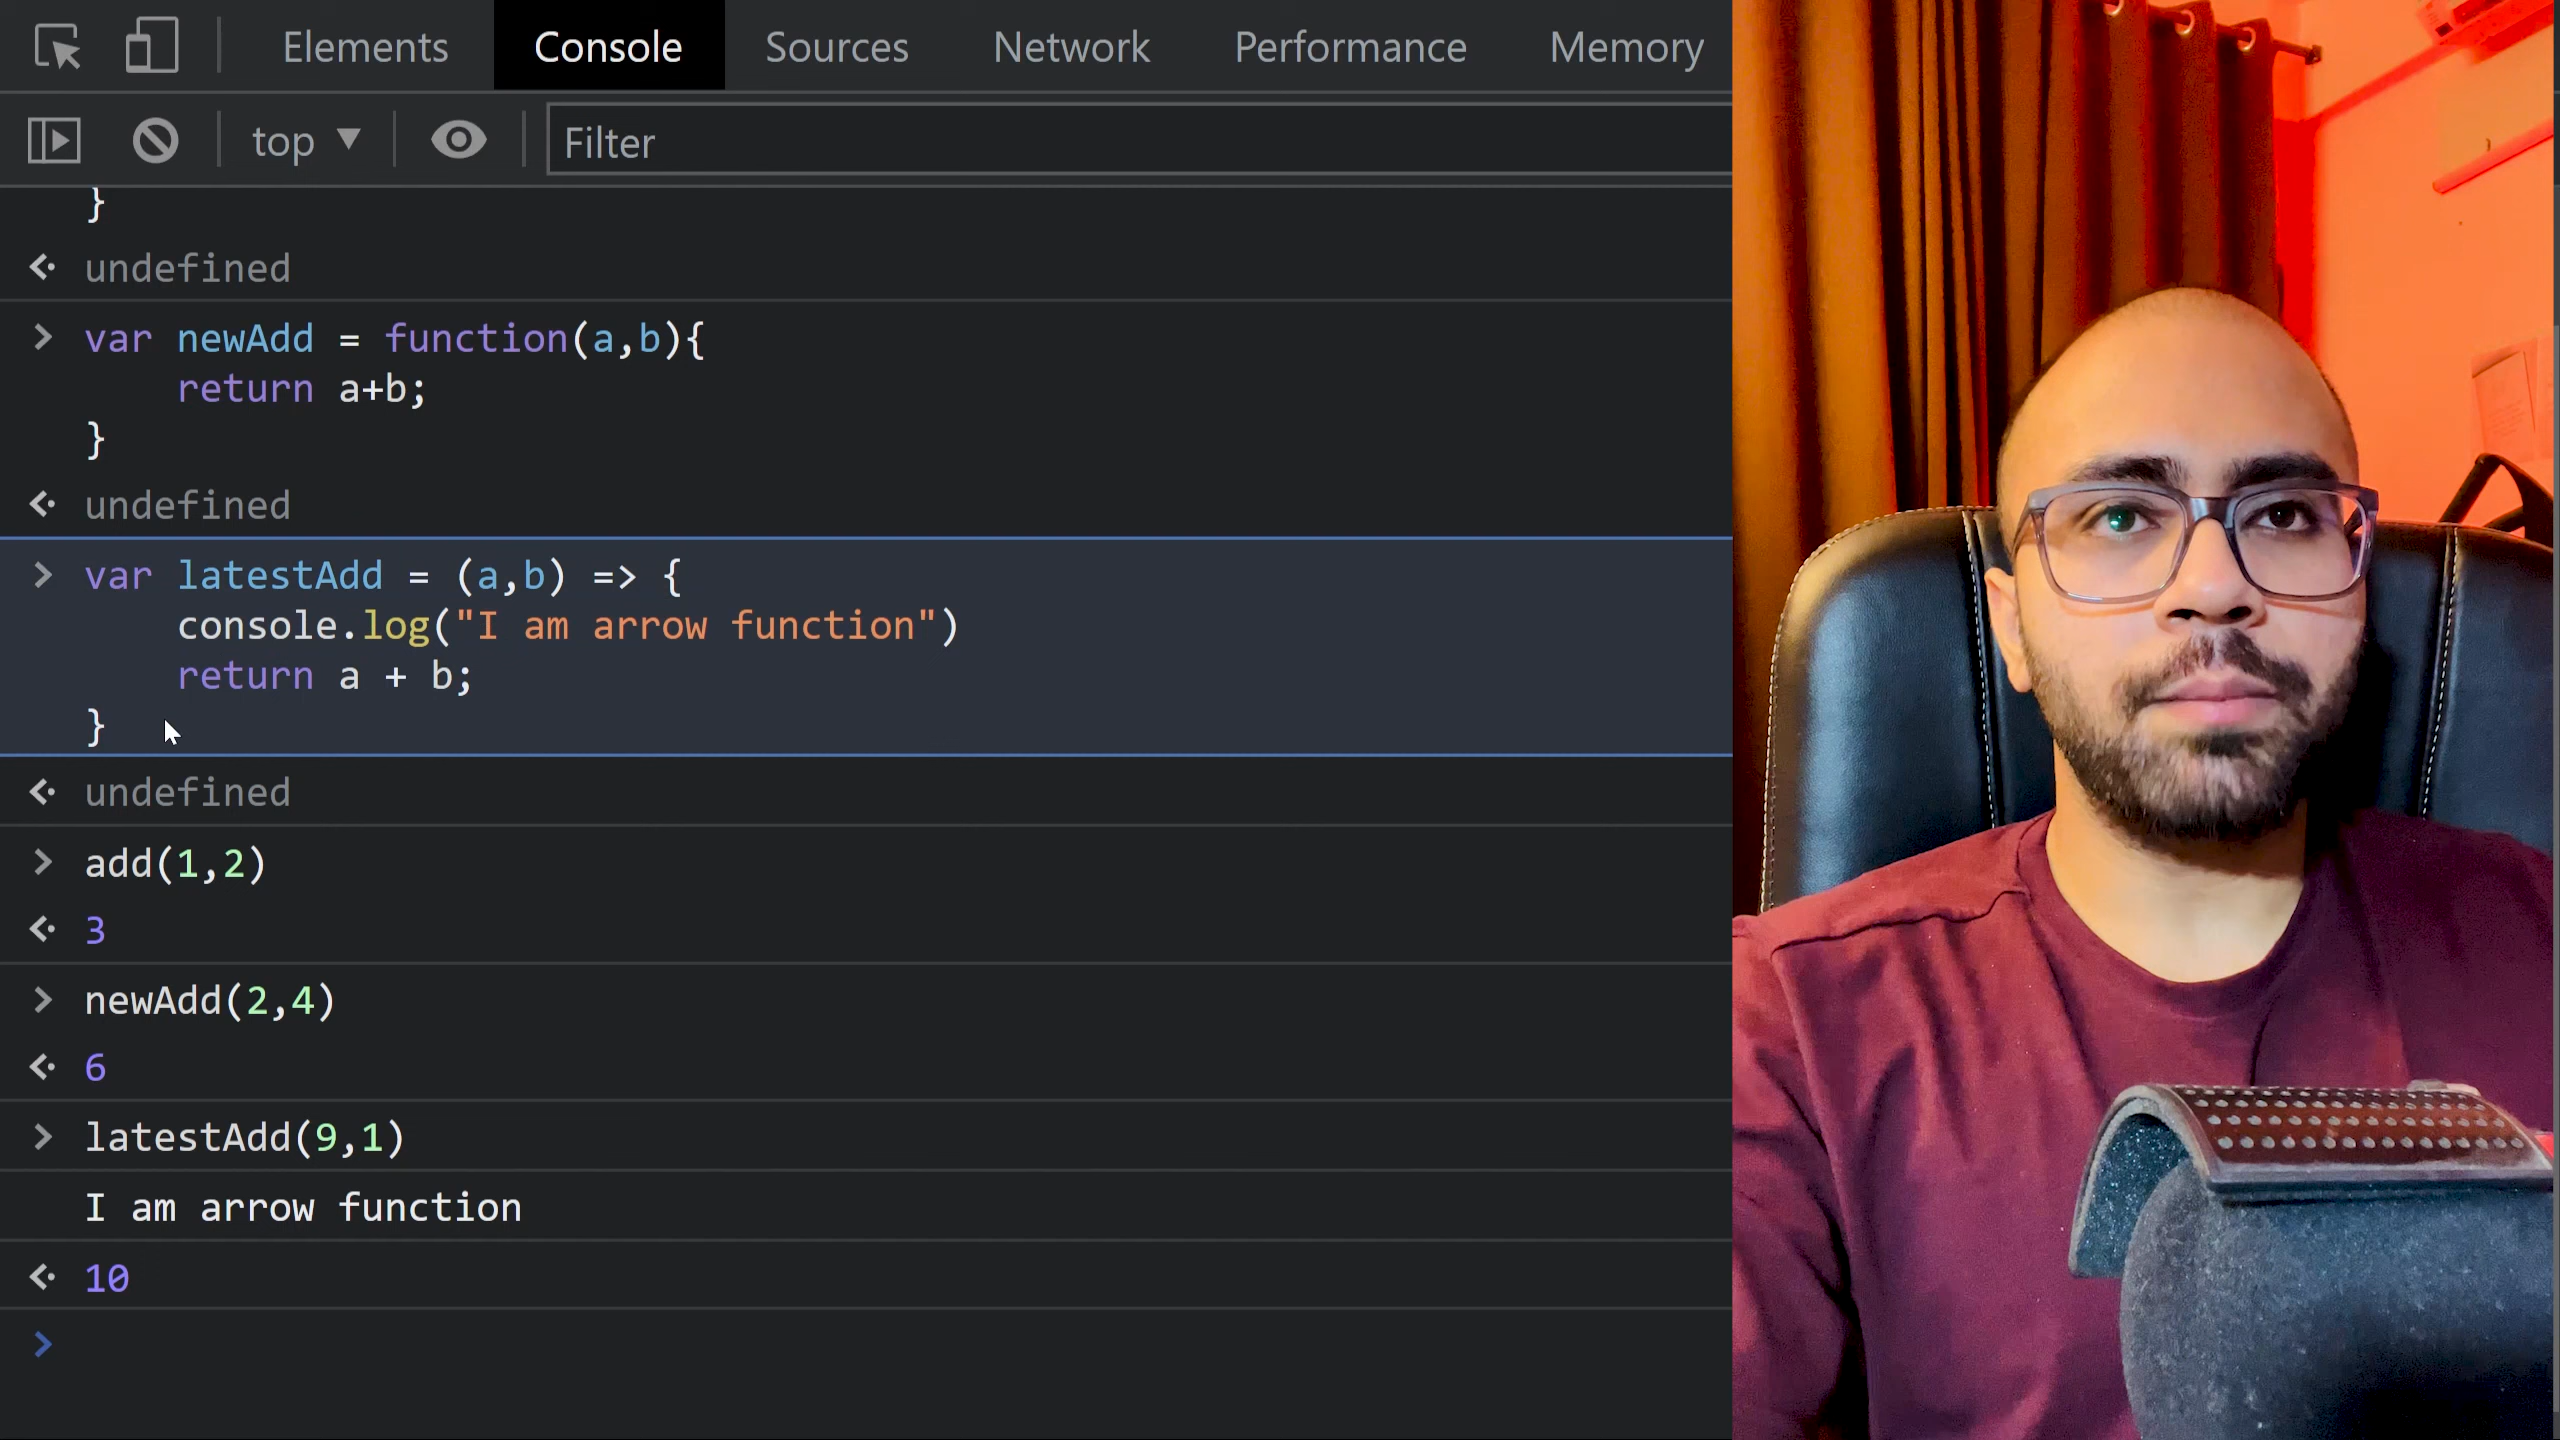 Elements Console Sources Network Performance Memory
top Filter
}
undefined
var newAdd = function(a,b){
return a+b;
}
undefined
var latestAdd = (a,b) => {
console.log("I am arrow function")
return a + b;
}
undefined
add(1,2)
3
newAdd(2,4)
6
latestAdd(9,1)
I am arrow function
10